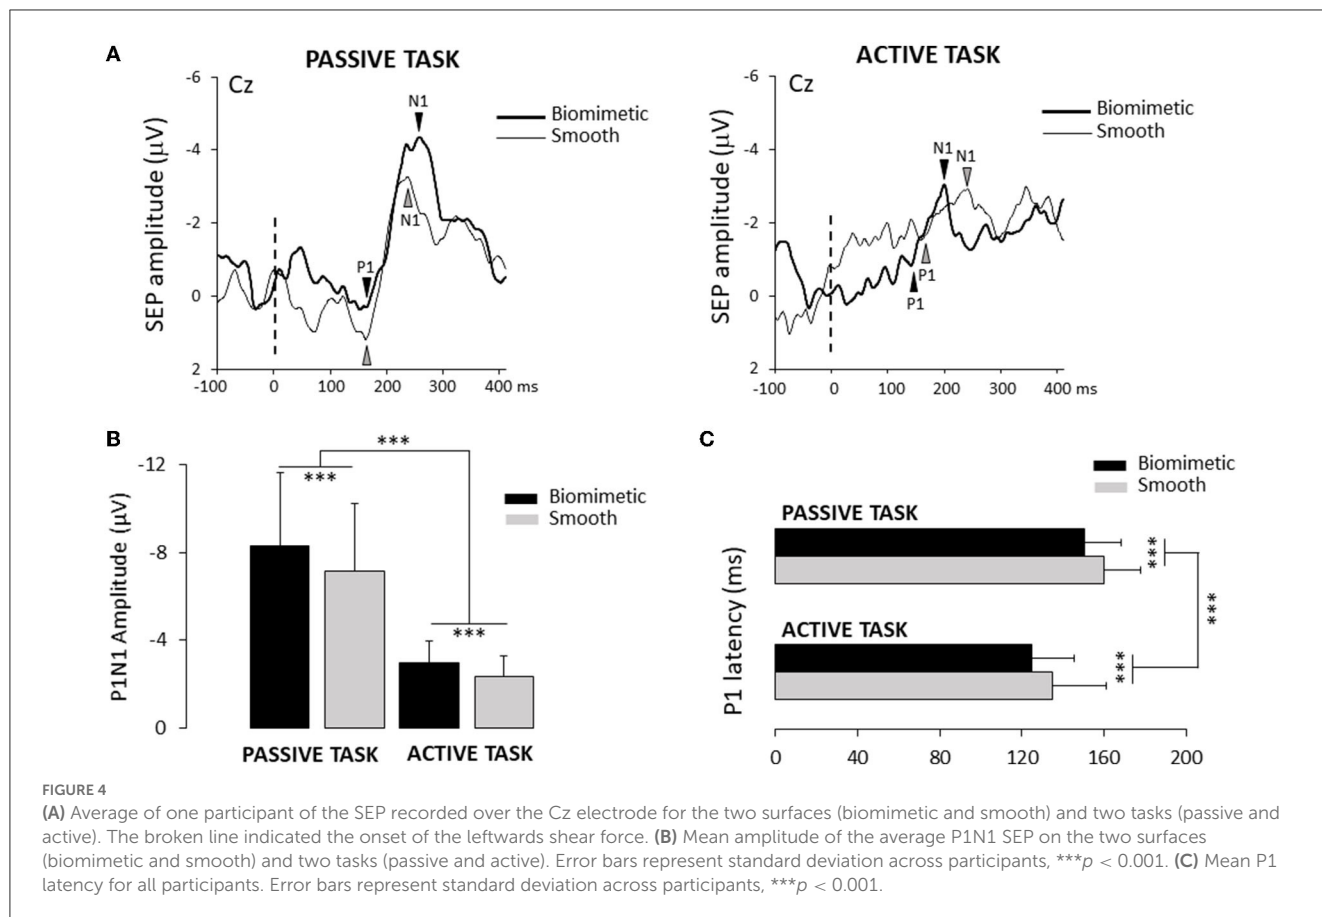 A
PASSIVE TASK
Cz
SEP amplitude (μV)
-6
-4
-2
0
2
-100
0
100
200
300
400 ms
N1
N1
P1
Biomimetic
Smooth
ACTIVE TASK
Cz
SEP amplitude (μV)
-6
-4
-2
0
2
-100
0
100
200
300
400 ms
N1
N1
P1
P1
Biomimetic
Smooth
B
P1N1 Amplitude (μV)
-12
-8
-4
0
***
***
***
Biomimetic
Smooth
PASSIVE TASK
ACTIVE TASK
C
Biomimetic
Smooth
P1 latency (ms)
PASSIVE TASK
ACTIVE TASK
***
***
***
0
40
80
120
160
200
FIGURE 4
(A) Average of one participant of the SEP recorded over the Cz electrode for the two surfaces (biomimetic and smooth) and two tasks (passive and
active). The broken line indicated the onset of the leftwards shear force. (B) Mean amplitude of the average P1N1 SEP on the two surfaces
(biomimetic and smooth) and two tasks (passive and active). Error bars represent standard deviation across participants, ***p < 0.001. (C) Mean P1
latency for all participants. Error bars represent standard deviation across participants, ***p < 0.001.